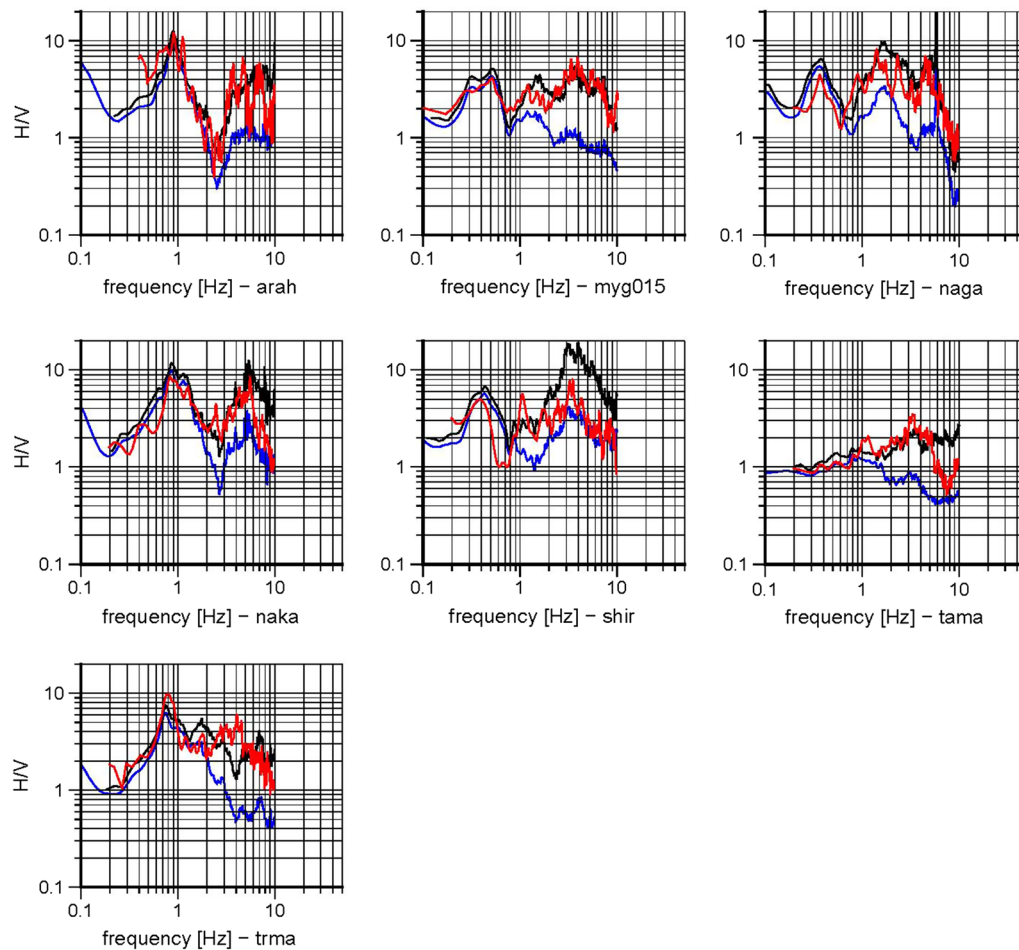 10
1
0.1
H/V
0.1 1 10
frequency [Hz] − arah
10
1
0.1
0.1 1 10
frequency [Hz] − myg015
10
1
0.1
0.1 1 10
frequency [Hz] − naga
10
1
0.1
H/V
0.1 1 10
frequency [Hz] − naka
10
1
0.1
0.1 1 10
frequency [Hz] − shir
10
1
0.1
0.1 1 10
frequency [Hz] − tama
10
1
0.1
H/V
0.1 1 10
frequency [Hz] − trma